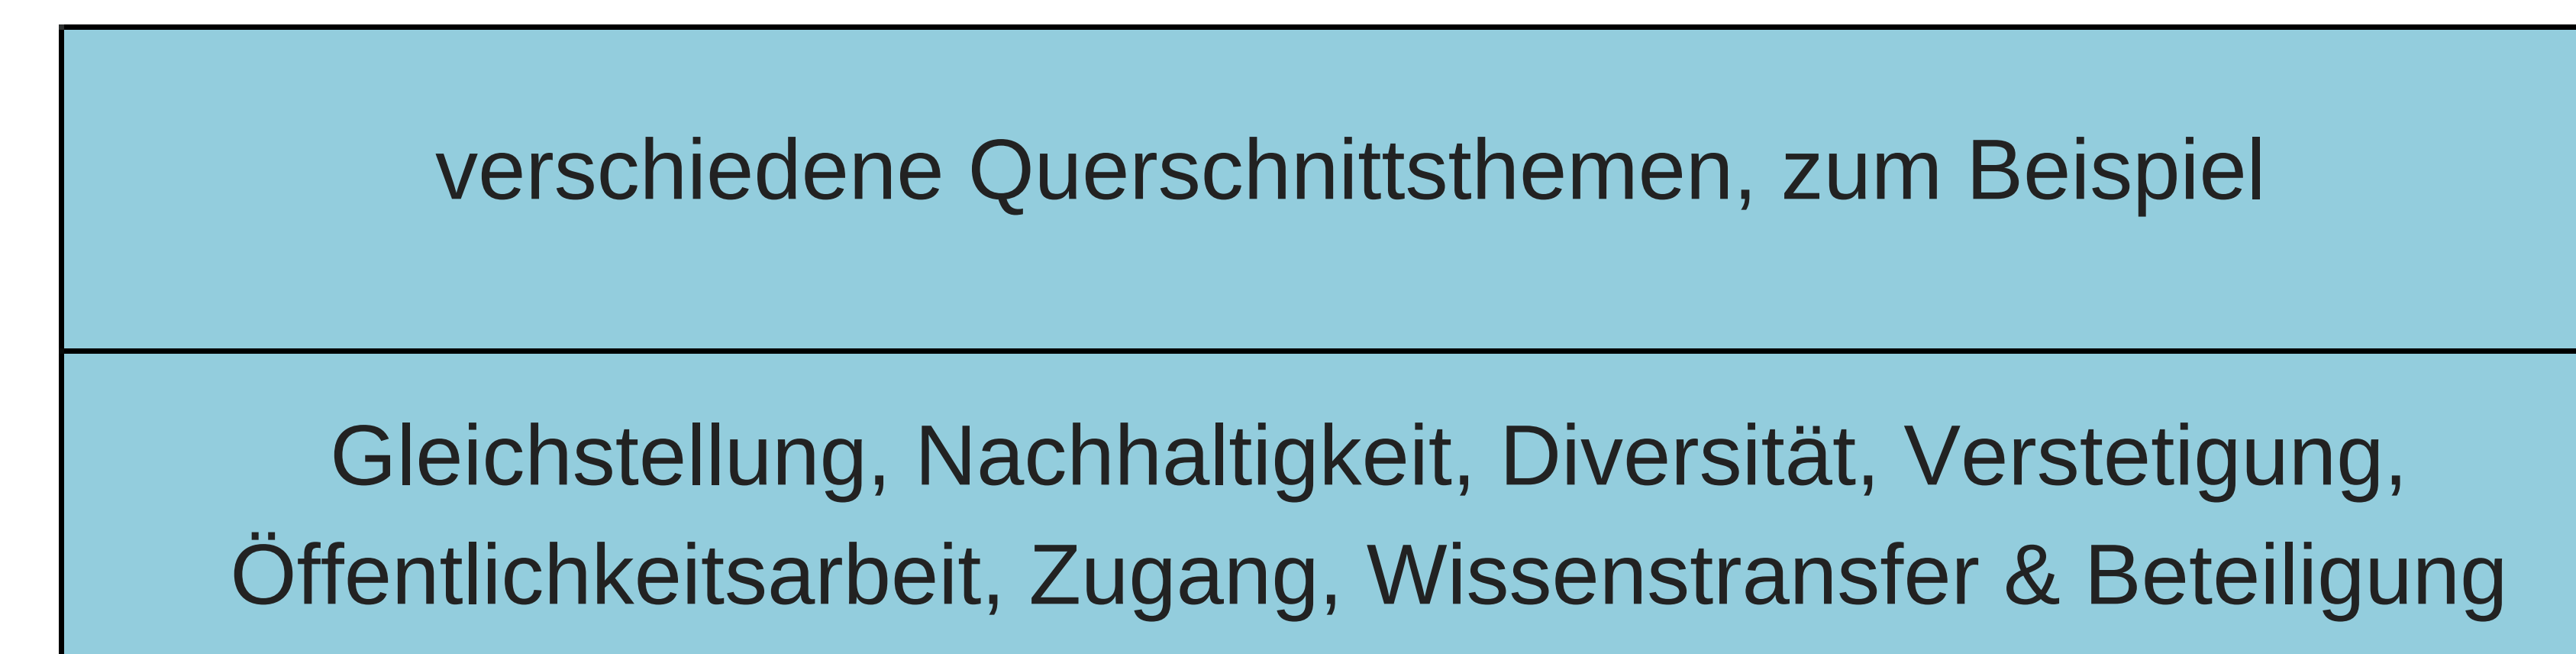 verschiedene Querschnittsthemen, zum Beispiel
Gleichstellung, Nachhaltigkeit, Diversität, Verstetigung,
Öffentlichkeitsarbeit, Zugang, Wissenstransfer & Beteiligung